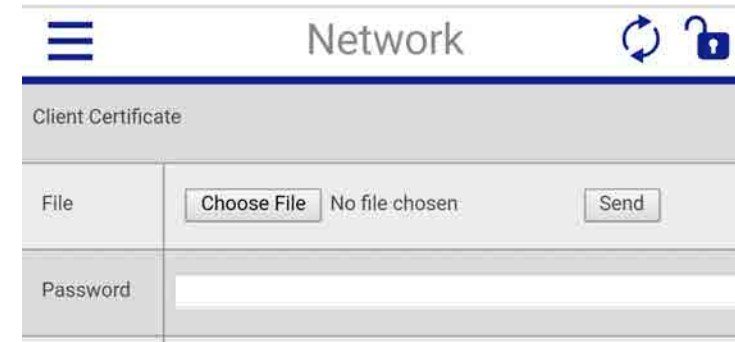 Network
Client Certificate
File Choose File No file chosen Send
Password